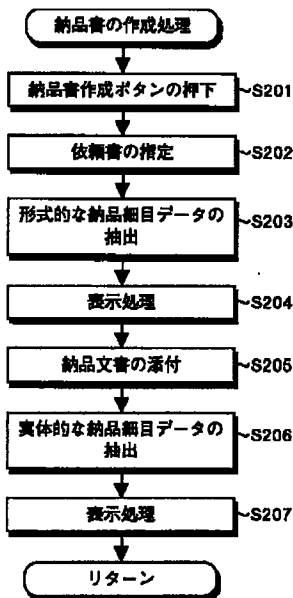 納品書の作成処理
納品書作成ボタンの押下
S201
依頼書の指定
S202
形式的な納品細目データの
抽出
S203
表示処理
S204
納品文書の添付
S205
実体的な納品細目データの
抽出
S206
表示処理
S207
リターン